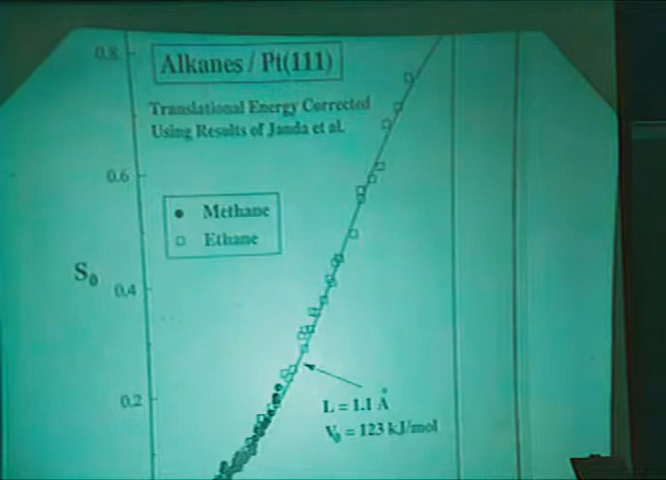 0.8
Alkanes / Pt(111)
Translational Energy Corrected
Using Results of Janda et al.
0.6
Methane
Ethane
S₀
0.4
L = 1.1 Å
0.2
V₀ = 123 kJ/mol